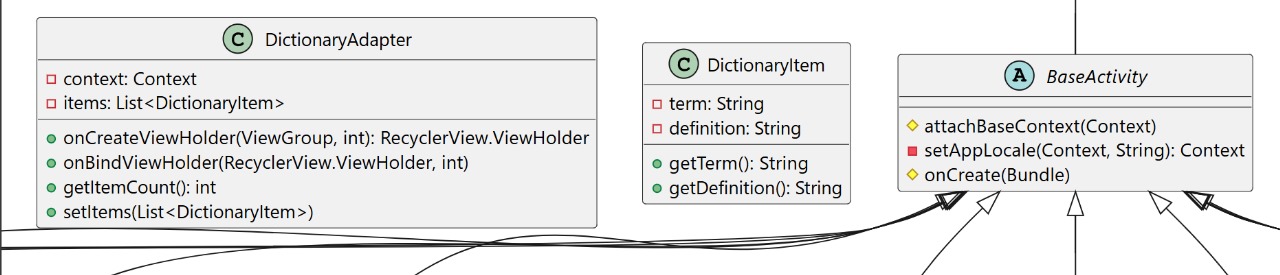 C DictionaryAdapter
context: Context
items: List<DictionaryItem>
onCreateViewHolder(ViewGroup, int): RecyclerView.ViewHolder
onBindViewHolder(RecyclerView.ViewHolder, int)
getItemCount(): int
setItems(List<DictionaryItem>)
C DictionaryItem
term: String
definition: String
getTerm(): String
getDefinition(): String
A BaseActivity
attachBaseContext(Context)
setAppLocale(Context, String): Context
onCreate(Bundle)